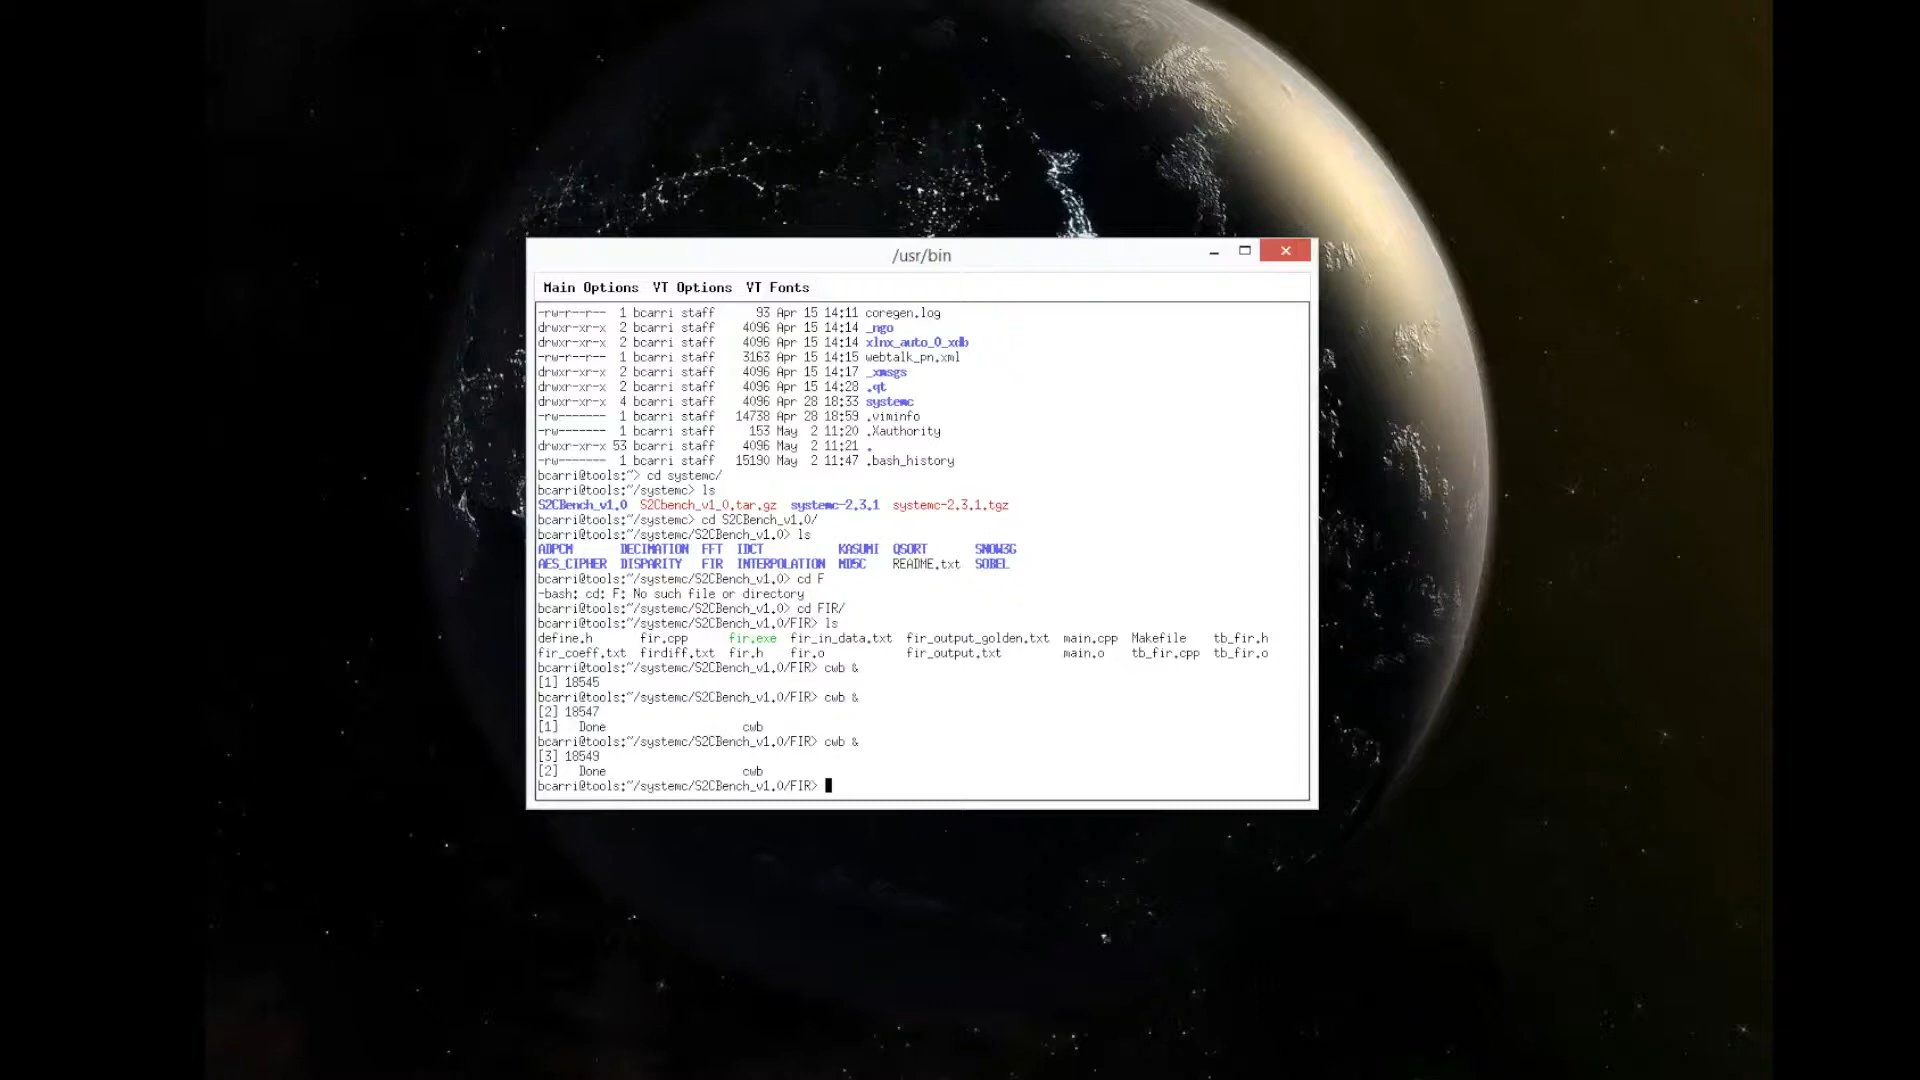 /usr/bin
Main Options VT Options VT Fonts
-rw-r--r-- 1 bcarri staff 93 Apr 15 14:11 coregen.log
drwxr-xr-x 2 bcarri staff 4096 Apr 15 14:14 _ngo
drwxr-xr-x 2 bcarri staff 4096 Apr 15 14:14 xlnx_auto_0_xdb
-rw-r--r-- 1 bcarri staff 3163 Apr 15 14:15 webtalk_pn.xml
drwxr-xr-x 2 bcarri staff 4096 Apr 15 14:17 _xmsgs
drwxr-xr-x 2 bcarri staff 4096 Apr 15 14:28 .qt
drwxr-xr-x 4 bcarri staff 4096 Apr 28 18:33 systemc
-rw------- 1 bcarri staff 14738 Apr 28 18:59 .viminfo
-rw------- 1 bcarri staff 153 May 2 11:20 .Xauthority
drwxr-xr-x 53 bcarri staff 4096 May 2 11:21 .
-rw------- 1 bcarri staff 15190 May 2 11:47 .bash_history
bcarri@tools:~> cd systemc/
bcarri@tools:~/systemc> ls
S2CBench_v1.0 S2Cbench_v1_0.tar.gz systemc-2.3.1 systemc-2.3.1.tgz
bcarri@tools:~/systemc> cd S2CBench_v1.0/
bcarri@tools:~/systemc/S2CBench_v1.0> ls
ADPCM DECIMATION FFT IDCT KASUMI QSORT SNOW3G
AES_CIPHER DISPARITY FIR INTERPOLATION MD5C README.txt SOBEL
bcarri@tools:~/systemc/S2CBench_v1.0> cd F
-bash: cd: F: No such file or directory
bcarri@tools:~/systemc/S2CBench_v1.0> cd FIR/
bcarri@tools:~/systemc/S2CBench_v1.0/FIR> ls
define.h fir.cpp fir.exe fir_in_data.txt fir_output_golden.txt main.cpp Makefile tb_fir.h
fir_coeff.txt firdiff.txt fir.h fir.o fir_output.txt main.o tb_fir.cpp tb_fir.o
bcarri@tools:~/systemc/S2CBench_v1.0/FIR> cwb &
[1] 18545
bcarri@tools:~/systemc/S2CBench_v1.0/FIR> cwb &
[2] 18547
[1] Done cwb
bcarri@tools:~/systemc/S2CBench_v1.0/FIR> cwb &
[3] 18549
[2] Done cwb
bcarri@tools:~/systemc/S2CBench_v1.0/FIR>